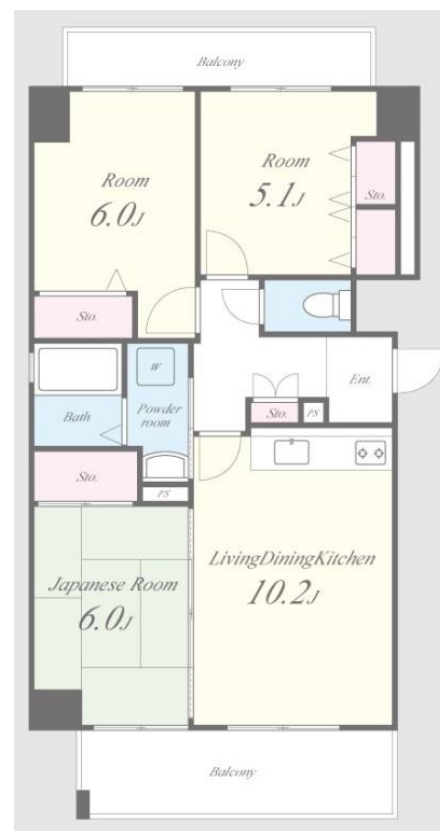 Balcony
Room
6.0J
Room
5.1J
Sto.
Sto.
W
Bath
Powder
room
Ent.
Sto.
PS
Sto.
PS
Japanese Room
6.0J
LivingDiningKitchen
10.2J
Balcony